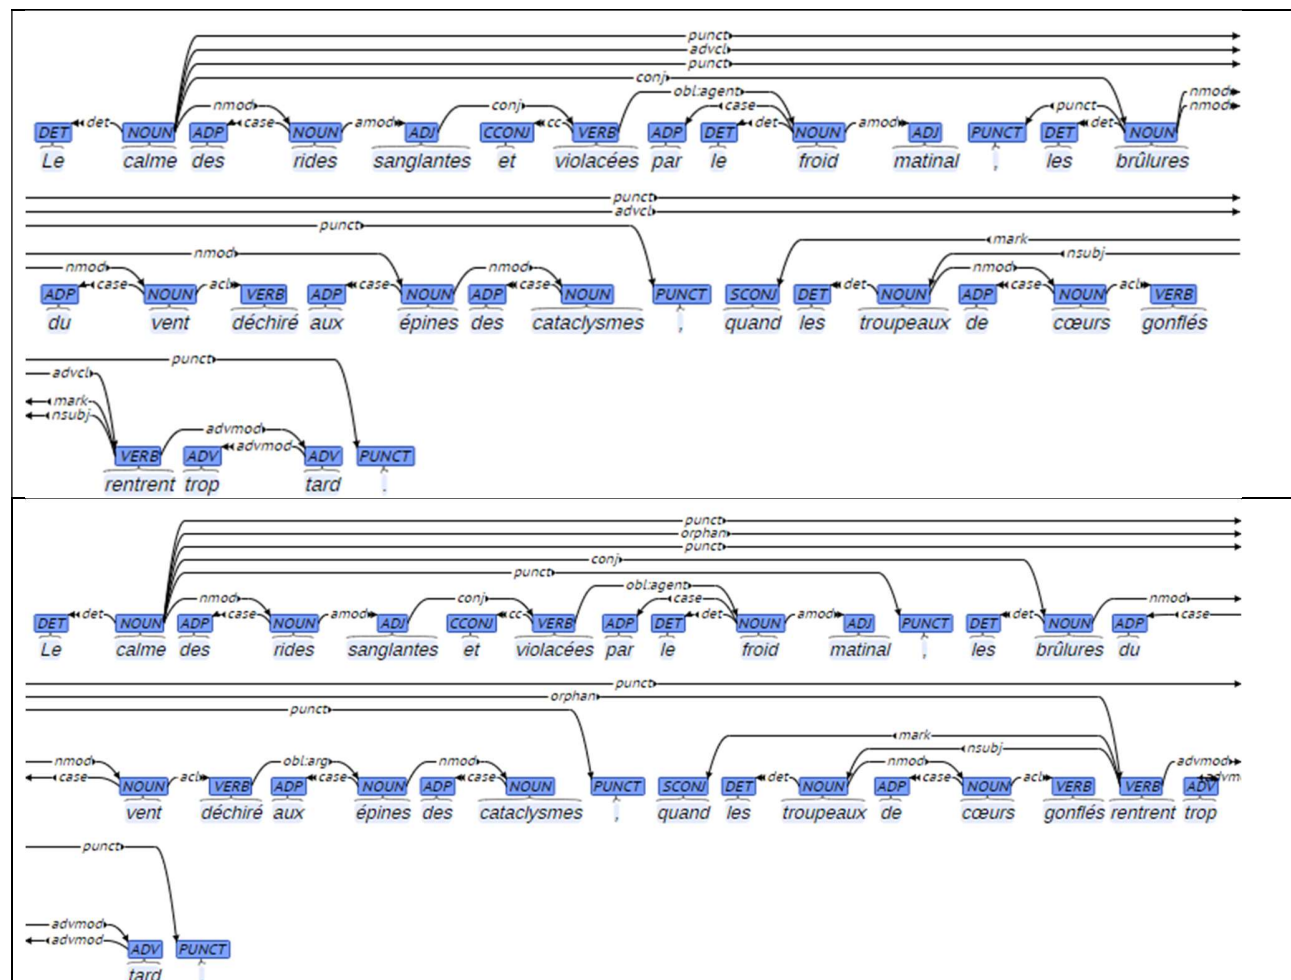 punct
advcl
punct
conj
obl:agent nmod
nmod conj case nmod
det case amod cc det amod punct det
DET NOUN ADP NOUN ADJ CCONJ VERB ADP DET NOUN ADJ PUNCT DET NOUN
Le calme des rides sanglantes et violacées par le froid matinal , les brûlures
punct
advcl
punct
mark
nmod nsubj
nmod nmod nmod
case acl case case det case acl
ADP NOUN VERB ADP NOUN ADP NOUN PUNCT SCONJ DET NOUN ADP NOUN VERB
du vent déchiré aux épines des cataclysmes , quand les troupeaux de cœurs gonflés
punct
advcl
mark
nsubj
advmod
advmod
VERB ADV ADV PUNCT
rentrent trop tard .
punct
orphan
punct
conj
punct
obl:agent
nmod conj case nmod
det case amod cc det amod det case
DET NOUN ADP NOUN ADJ CCONJ VERB ADP DET NOUN ADJ PUNCT DET NOUN ADP
Le calme des rides sanglantes et violacées par le froid matinal , les brûlures du
punct
orphan
punct
mark
nsubj
nmod obl:arg nmod nmod advmod
case acl case case det case acl advm
NOUN VERB ADP NOUN ADP NOUN PUNCT SCONJ DET NOUN ADP NOUN VERB VERB ADV
vent déchiré aux épines des cataclysmes , quand les troupeaux de cœurs gonflés rentrent trop
punct
advmod
advmod
ADV PUNCT
tard .